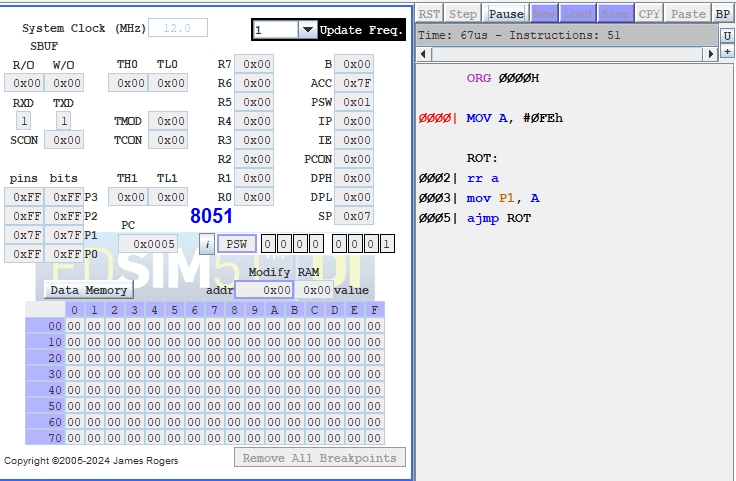 System Clock (MHz) 12.0 1 Update Freq.
SBUF
R/O W/O TH0 TL0 R7 0x00 B 0x00
0x00 0x00 0x00 0x00 R6 0x00 ACC 0x7F
RXD TXD R5 0x00 PSW 0x01
1 1 TMOD 0x00 R4 0x00 IP 0x00
SCON 0x00 TCON 0x00 R3 0x00 IE 0x00
R2 0x00 PCON 0x00
pins bits TH1 TL1 R1 0x00 DPH 0x00
0xFF 0xFF P3 0x00 0x00 R0 0x00 DPL 0x00
0xFF 0xFF P2 8051 SP 0x07
0x7F 0x7F P1 PC
0xFF 0xFF P0 0x0005 i PSW 0 0 0 0 0 0 0 1
Modify RAM
Data Memory addr 0x00 0x00 value
0 1 2 3 4 5 6 7 8 9 A B C D E F
00 00 00 00 00 00 00 00 00 00 00 00 00 00 00 00 00
10 00 00 00 00 00 00 00 00 00 00 00 00 00 00 00 00
20 00 00 00 00 00 00 00 00 00 00 00 00 00 00 00 00
30 00 00 00 00 00 00 00 00 00 00 00 00 00 00 00 00
40 00 00 00 00 00 00 00 00 00 00 00 00 00 00 00 00
50 00 00 00 00 00 00 00 00 00 00 00 00 00 00 00 00
60 00 00 00 00 00 00 00 00 00 00 00 00 00 00 00 00
70 00 00 00 00 00 00 00 00 00 00 00 00 00 00 00 00
Copyright ©2005-2024 James Rogers Remove All Breakpoints
RST Step Pause New Load Save CPY Paste BP
Time: 67us - Instructions: 51 U
+
ORG 0000H
0000| MOV A, #0FEh
ROT:
0002| rr a
0003| mov P1, A
0005| ajmp ROT